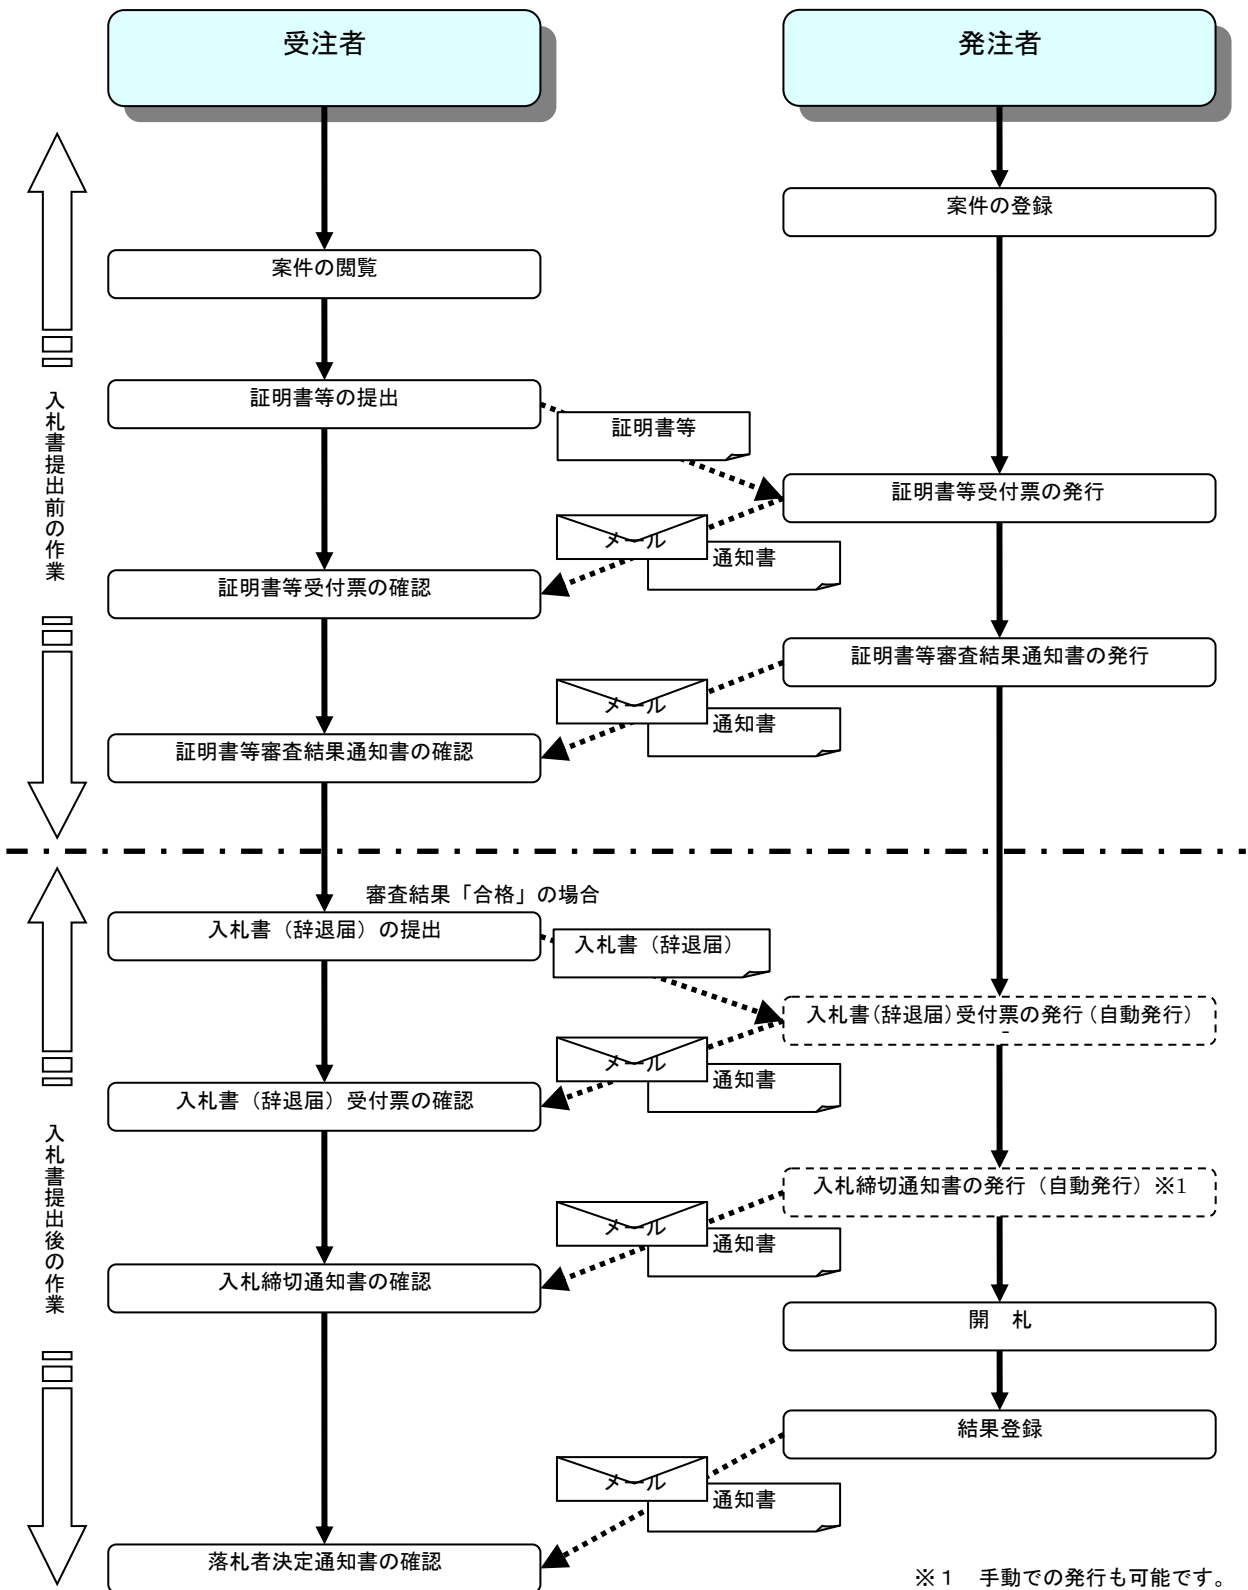 受注者
発注者
案件の登録
案件の閲覧
証明書等の提出
証明書等
入札書提出前の作業
証明書等受付票の発行
メール
通知書
証明書等受付票の確認
証明書等審査結果通知書の発行
メール
通知書
証明書等審査結果通知書の確認
審査結果「合格」の場合
入札書（辞退届）の提出
入札書（辞退届）
入札書（辞退届）受付票の発行（自動発行）
メール
通知書
入札書（辞退届）受付票の確認
入札書提出後の作業
入札締切通知書の発行（自動発行）※1
メール
通知書
入札締切通知書の確認
開　札
結果登録
メール
通知書
落札者決定通知書の確認
※１　手動での発行も可能です。